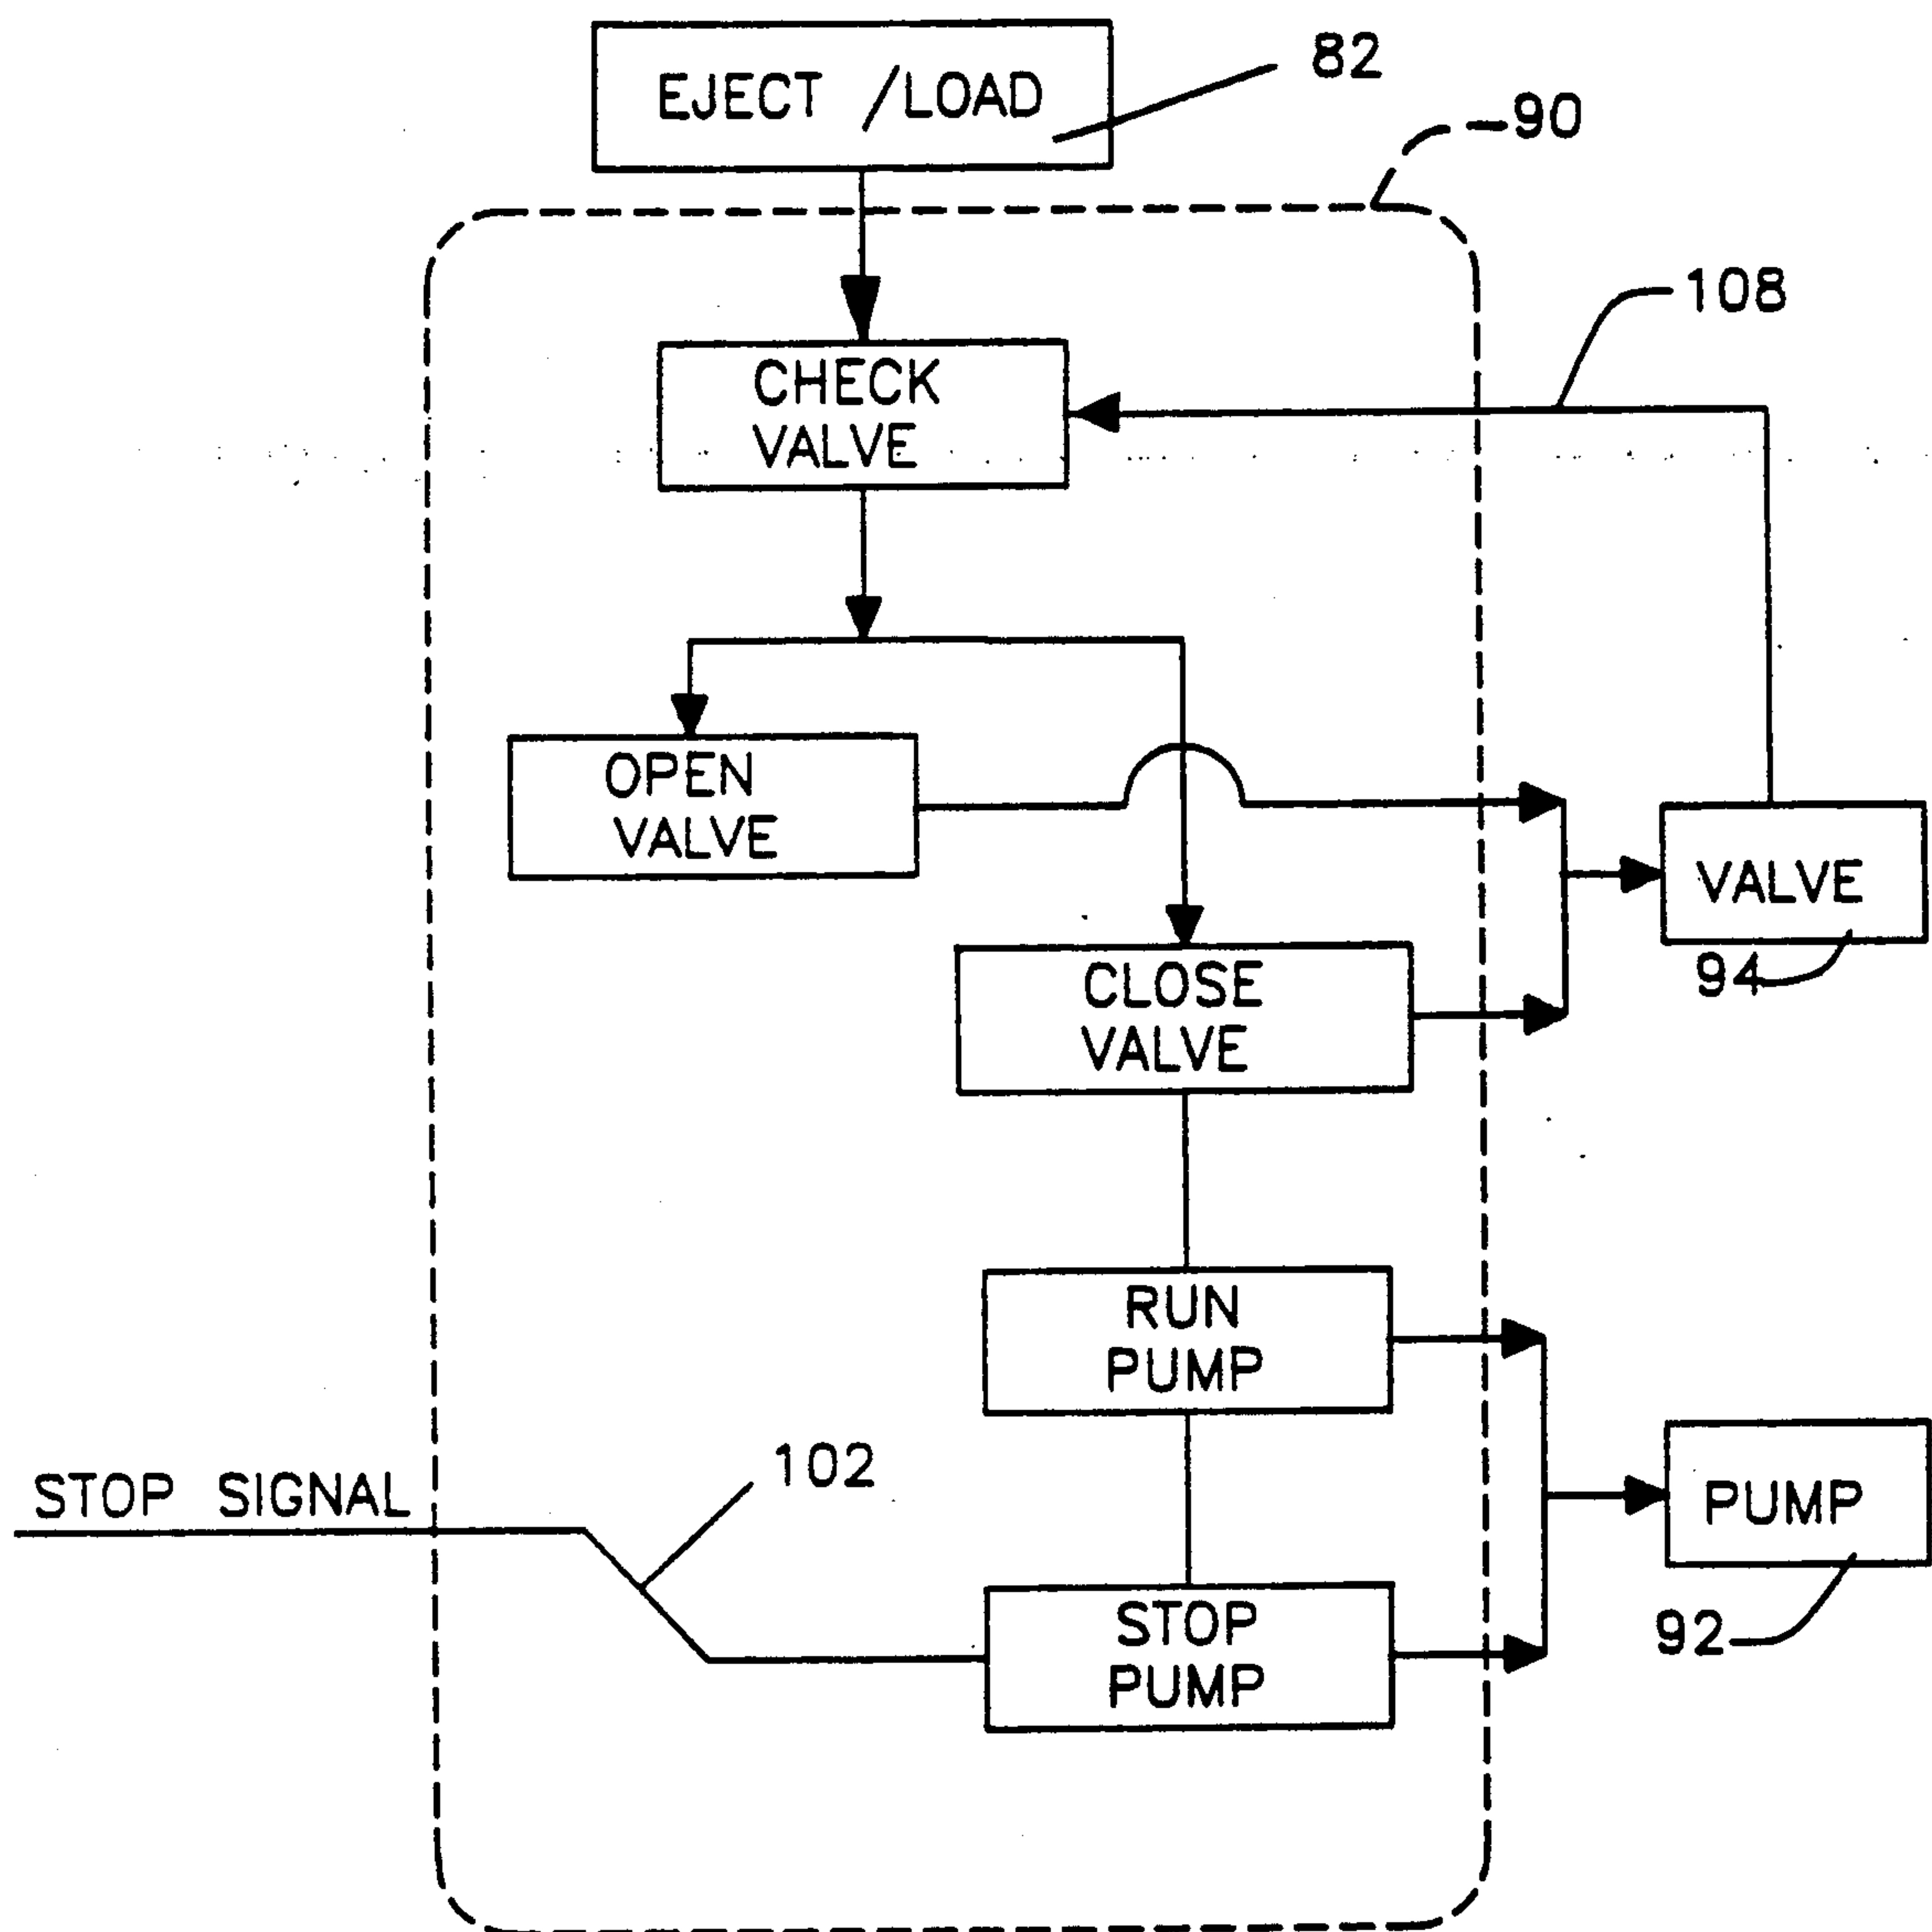 EJECT /LOAD
82
90
108
CHECK
VALVE
OPEN
VALVE
VALVE
94
CLOSE
VALVE
RUN
PUMP
102
STOP SIGNAL
PUMP
92
STOP
PUMP